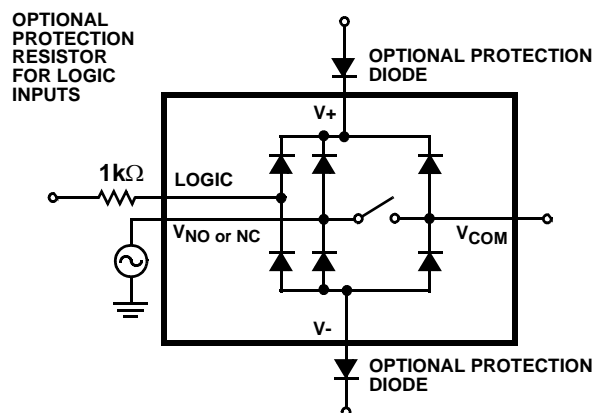 OPTIONAL
PROTECTION
RESISTOR
FOR LOGIC
INPUTS
OPTIONAL PROTECTION
DIODE
V+
1kΩ
LOGIC
VNO or NC
VCOM
V-
OPTIONAL PROTECTION
DIODE